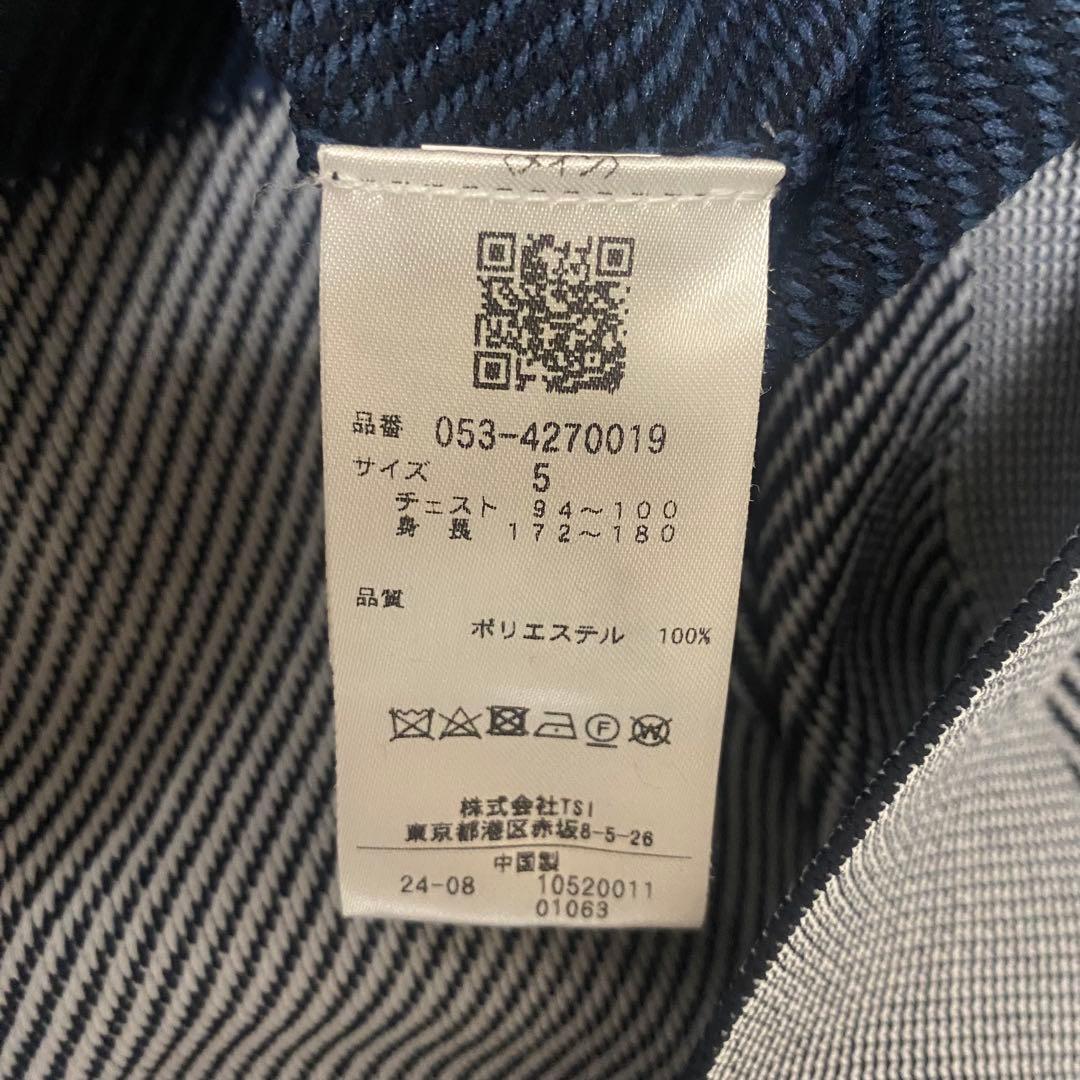 品番 053-4270019
サイズ 5
チェスト 94~100
身長 172~180
品質
ポリエステル 100%
F W
株式会社TSI
東京都港区赤坂8-5-26
中国製
24-08 10520011
01063